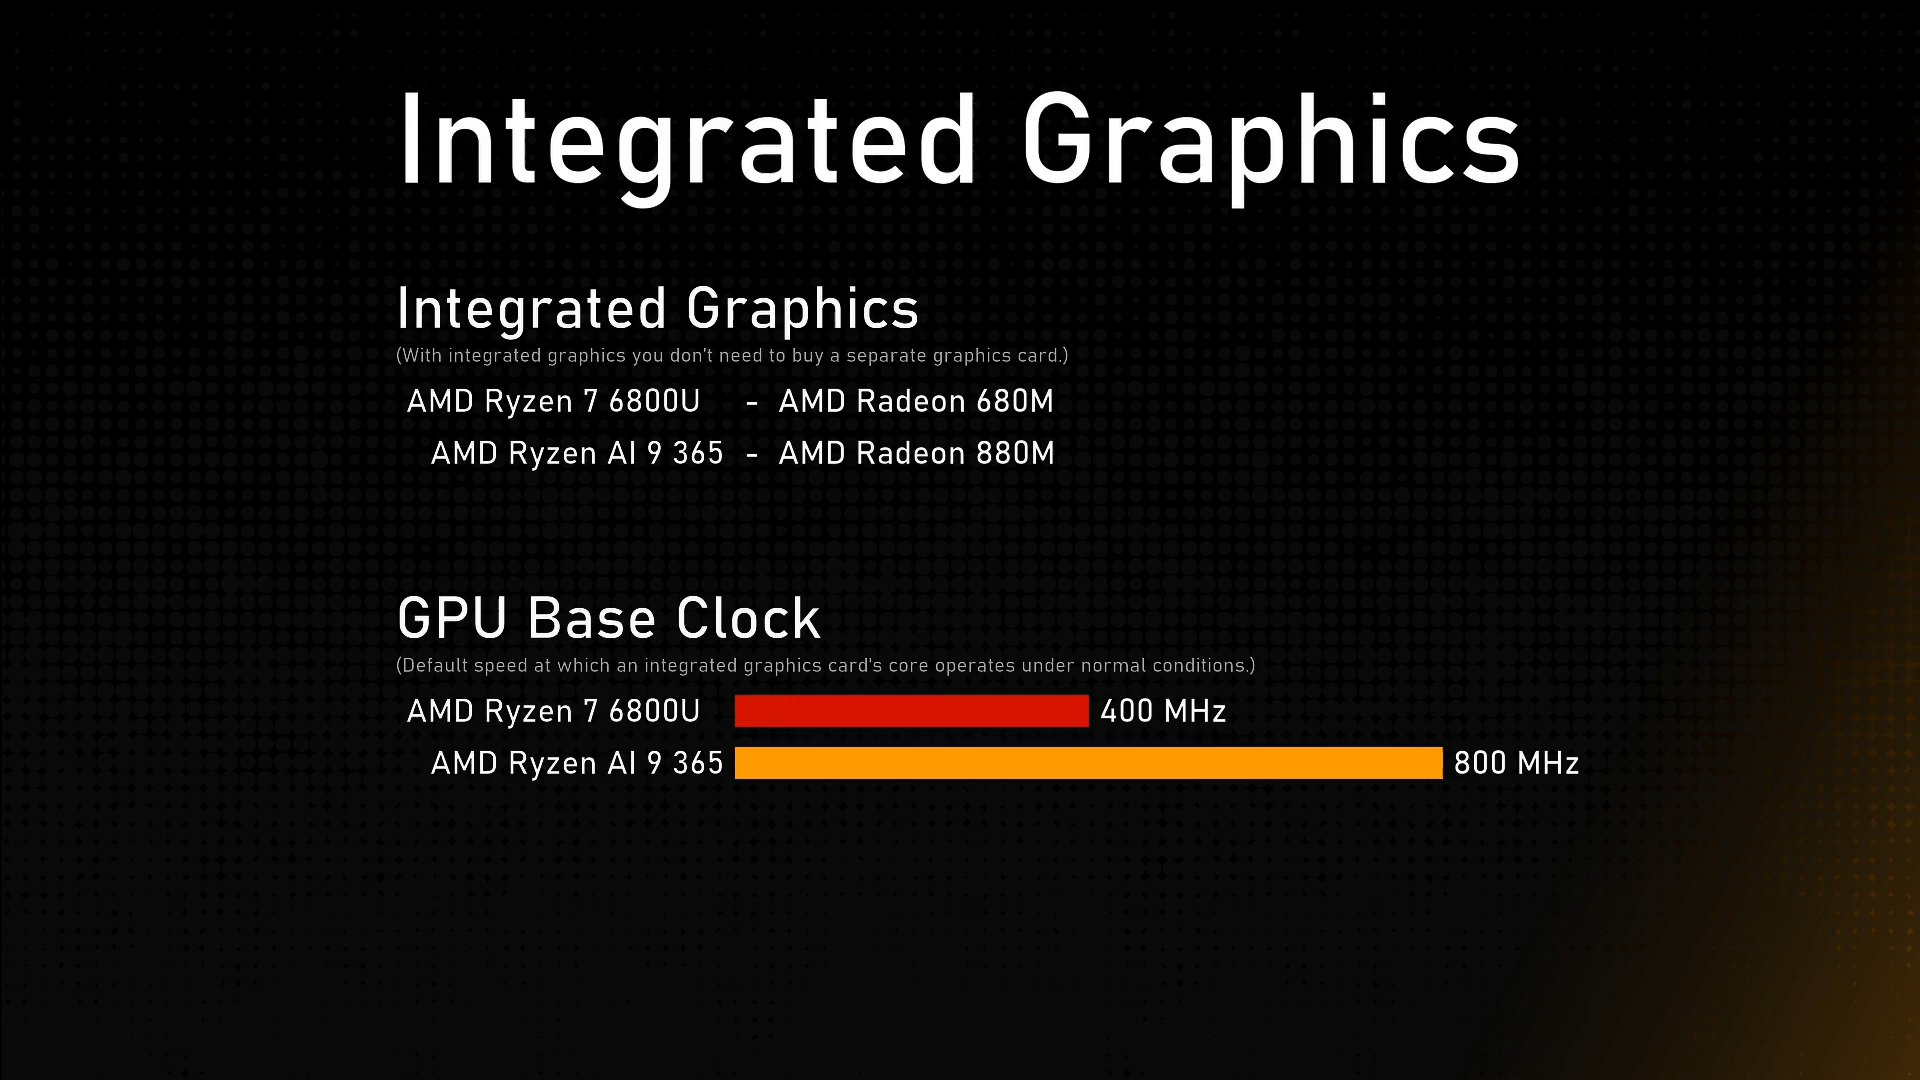 Integrated Graphics
Integrated Graphics
(With integrated graphics you don't need to buy a separate graphics card.)
AMD Ryzen 7 6800U - AMD Radeon 680M
AMD Ryzen AI 9 365 - AMD Radeon 880M
GPU Base Clock
(Default speed at which an integrated graphics card's core operates under normal conditions.)
AMD Ryzen 7 6800U 400 MHz
AMD Ryzen AI 9 365 800 MHz